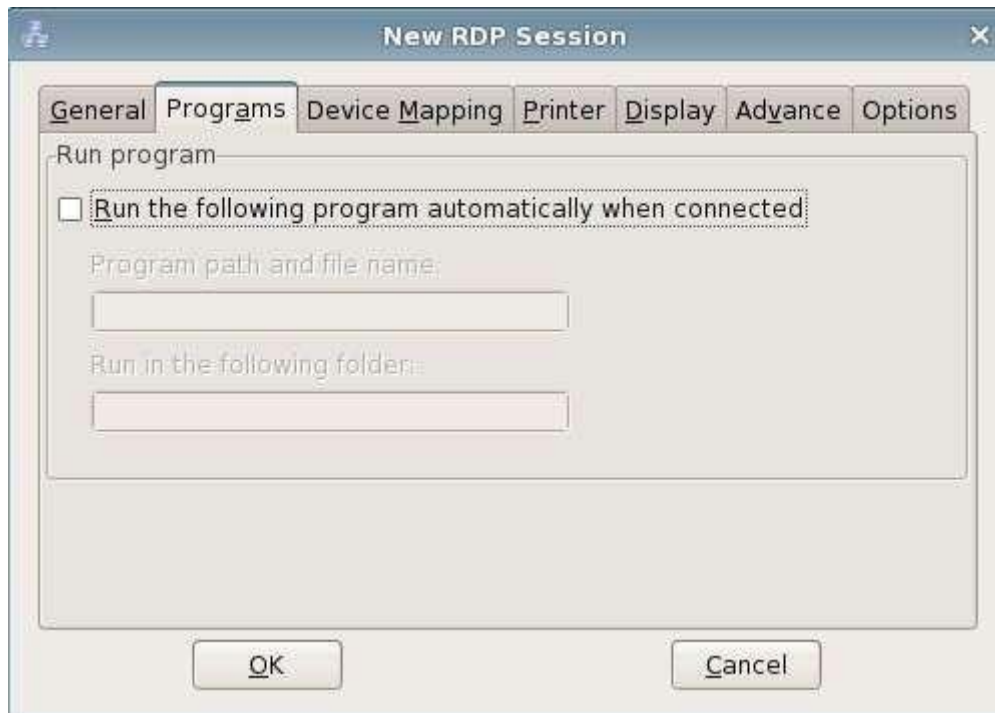 New RDP Session
General Programs Device Mapping Printer Display Advance Options
Run program
Run the following program automatically when connected
Program path and file name:
Run in the following folder:
OK Cancel